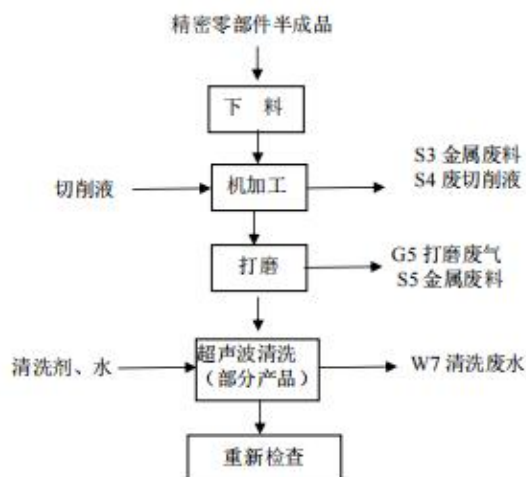 精密零部件半成品
下 料
S3 金属废料
S4 废切削液
切削液
机加工
G5 打磨废气
S5 金属废料
打磨
超声波清洗
（部分产品）
清洗剂、水
W7 清洗废水
重新检查